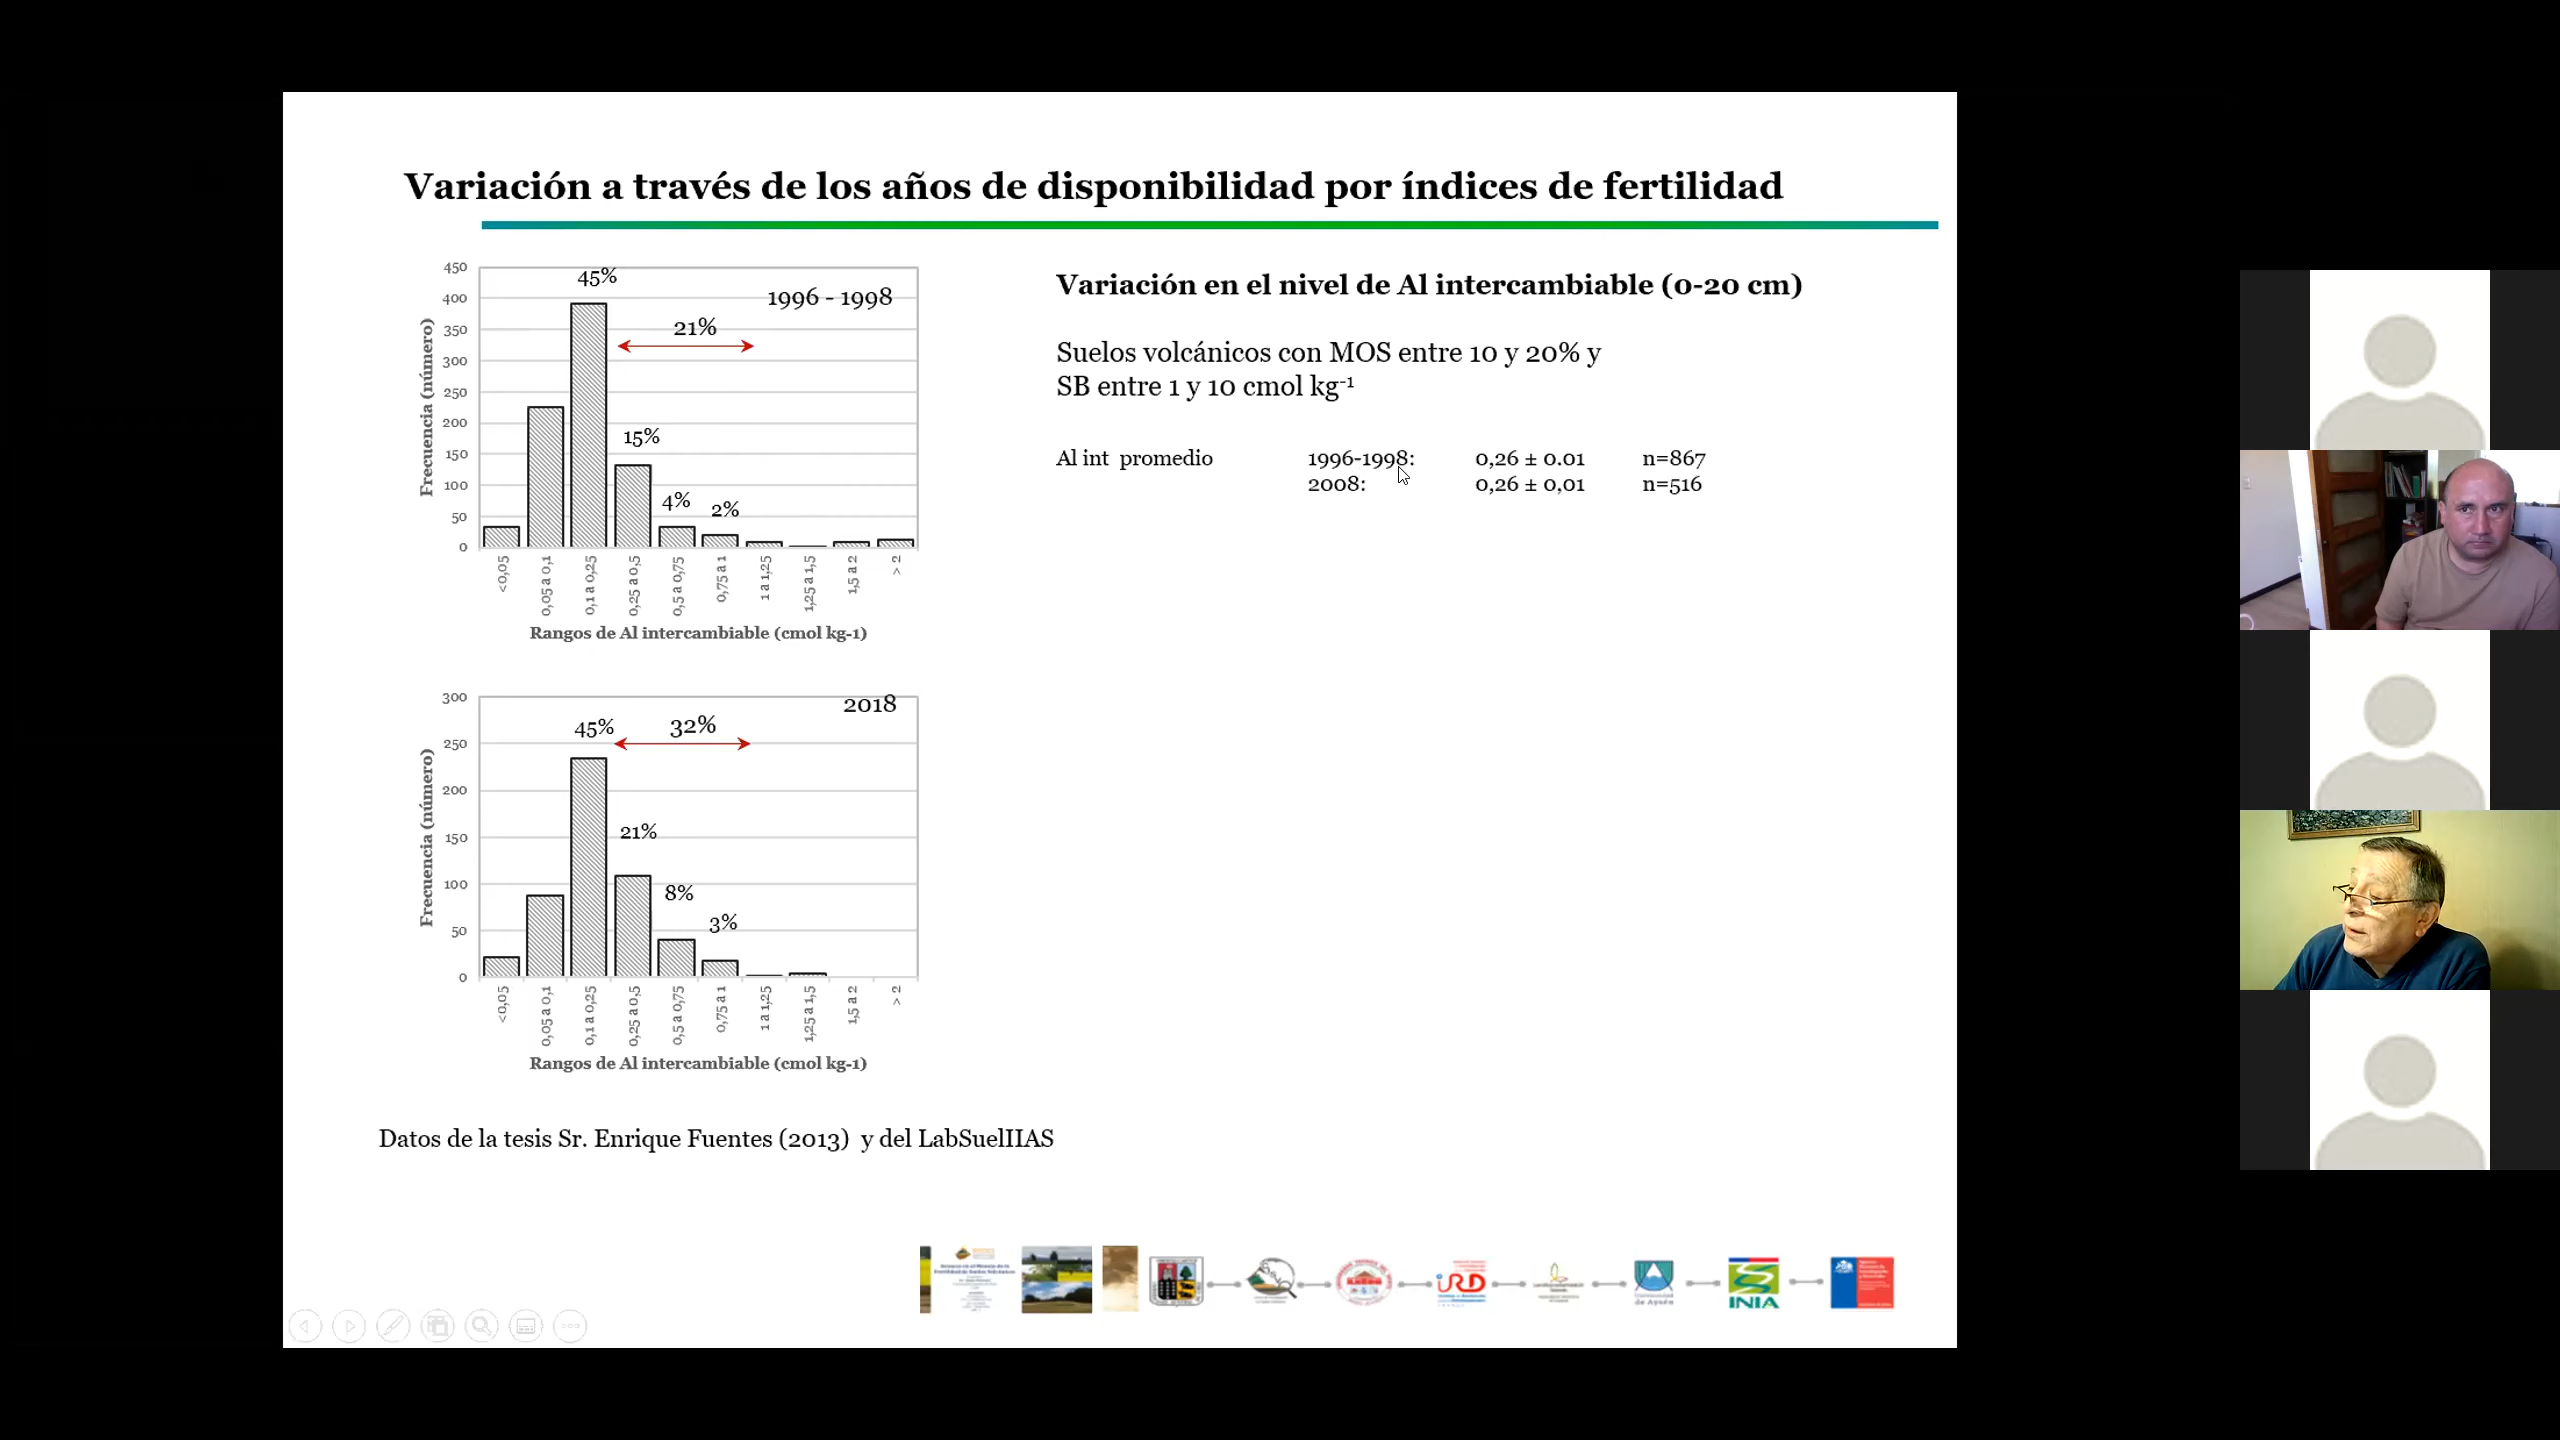 Variación a través de los años de disponibilidad por índices de fertilidad
450
400
350
300
250
200
150
100
50
0
Frecuencia (número)
45%
1996 - 1998
21%
15%
4%
2%
<0,05
0,05 a 0,1
0,1 a 0,25
0,25 a 0,5
0,5 a 0,75
0,75 a 1
1 a 1,25
1,25 a 1,5
1,5 a 2
> 2
Rangos de Al intercambiable (cmol kg-1)
Variación en el nivel de Al intercambiable (0-20 cm)
Suelos volcánicos con MOS entre 10 y 20% y
SB entre 1 y 10 cmol kg-1
Al int promedio 1996-1998: 0,26 ± 0.01 n=867
2008: 0,26 ± 0,01 n=516
300
250
200
150
100
50
0
Frecuencia (número)
2018
45%
32%
21%
8%
3%
<0,05
0,05 a 0,1
0,1 a 0,25
0,25 a 0,5
0,5 a 0,75
0,75 a 1
1 a 1,25
1,25 a 1,5
1,5 a 2
> 2
Rangos de Al intercambiable (cmol kg-1)
Datos de la tesis Sr. Enrique Fuentes (2013) y del LabSuelIIAS
iRD
Universidad
de Aysén
INIA